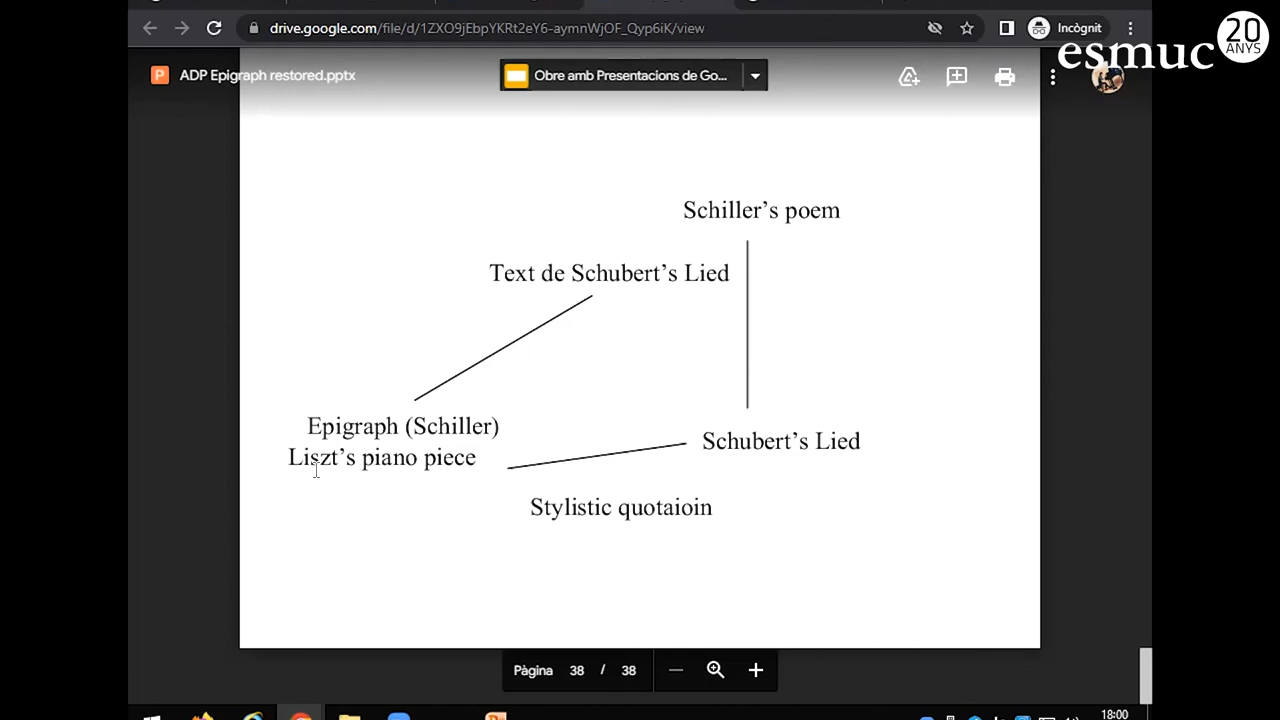 drive.google.com/file/d/1ZXO9jEbpYKRt2eY6-aymnWjOF_Qyp6iK/view
Incògnit
esmuc
20
ANYS
P
ADP Epigraph restored.pptx
Obre amb Presentacions de Go...
Schiller's poem
Text de Schubert's Lied
Epigraph (Schiller)
Liszt's piano piece
Schubert's Lied
Stylistic quotaioin
Pàgina 38 / 38
18:00